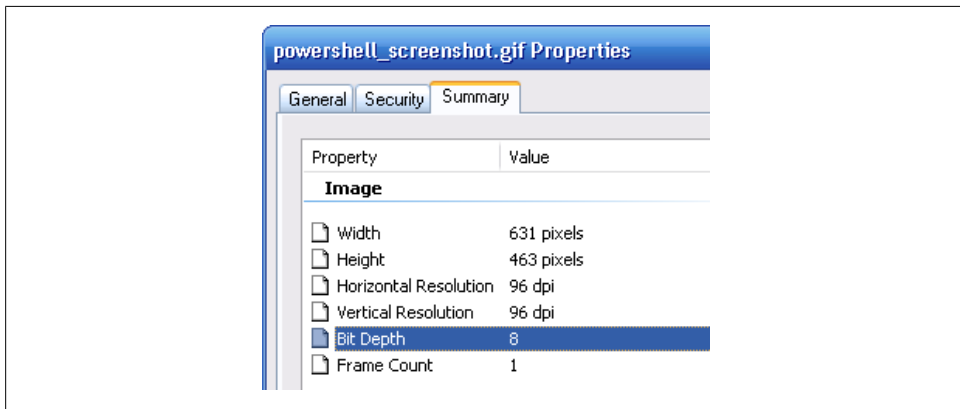 powershell_screenshot.gif Properties
General Security Summary
Property Value
Image
Width 631 pixels
Height 463 pixels
Horizontal Resolution 96 dpi
Vertical Resolution 96 dpi
Bit Depth 8
Frame Count 1